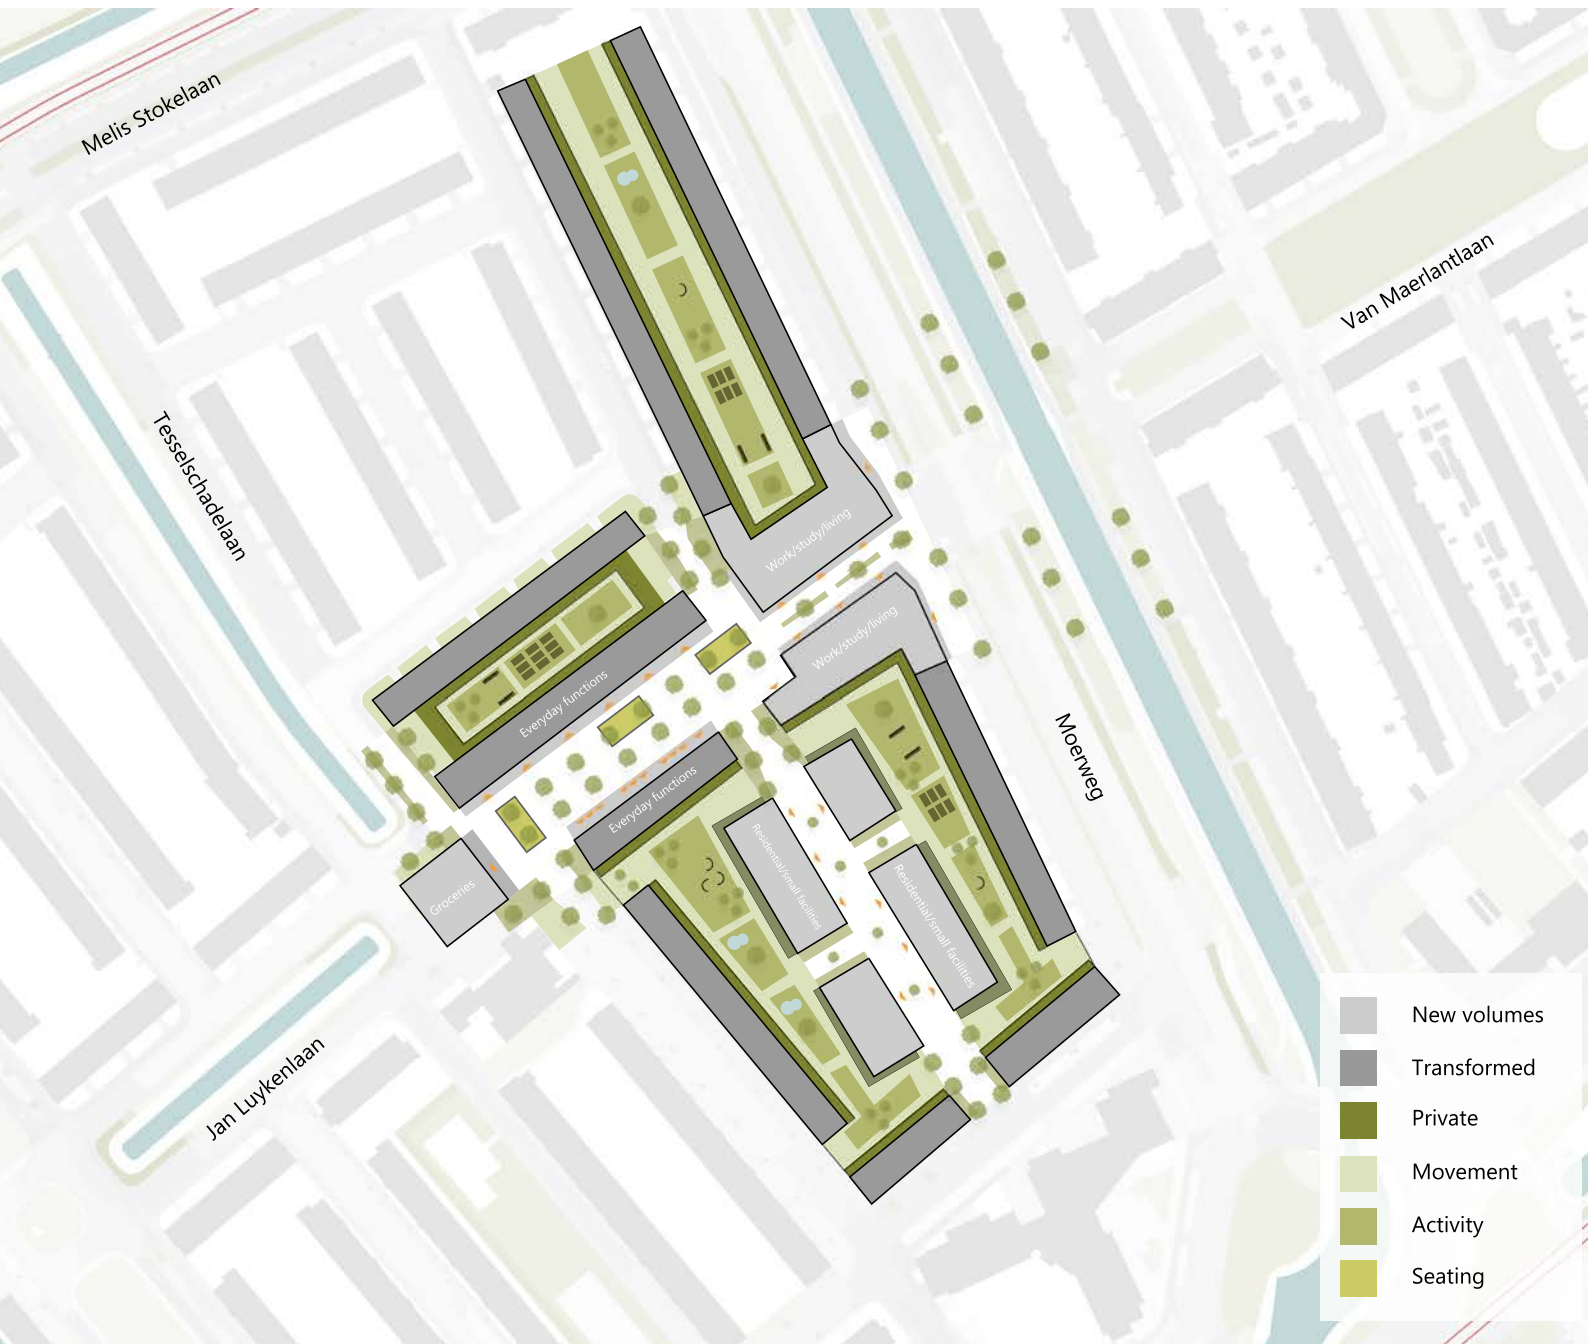 Melis Stokelaan
Van Maerlantlaan
Tesselschadelaan
Work/study/living
Work/study/living
Everyday functions
Everyday functions
Moerweg
Residential/small facilities
Residential/small facilities
Groceries
Jan Luykenlaan
New volumes
Transformed
Private
Movement
Activity
Seating